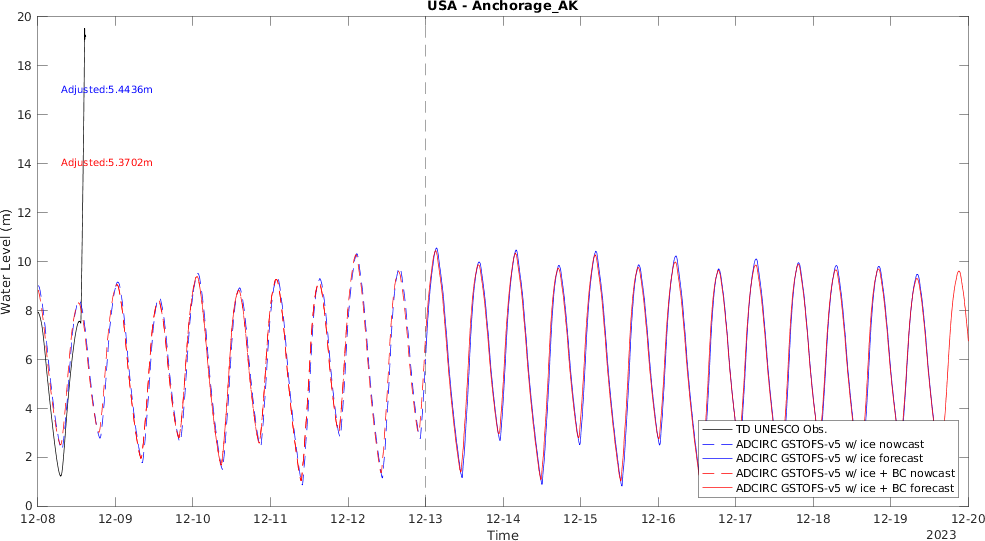 USA - Anchorage_AK
20
18
16
14
12
10
8
6
4
2
0
Water Level (m)
Adjusted:5.4436m
Adjusted:5.3702m
TD UNESCO Obs.
ADCIRC GSTOFS-v5 w/ ice nowcast
ADCIRC GSTOFS-v5 w/ ice forecast
ADCIRC GSTOFS-v5 w/ ice + BC nowcast
ADCIRC GSTOFS-v5 w/ ice + BC forecast
12-08 12-09 12-10 12-11 12-12 12-13 12-14 12-15 12-16 12-17 12-18 12-19 12-20
Time
2023